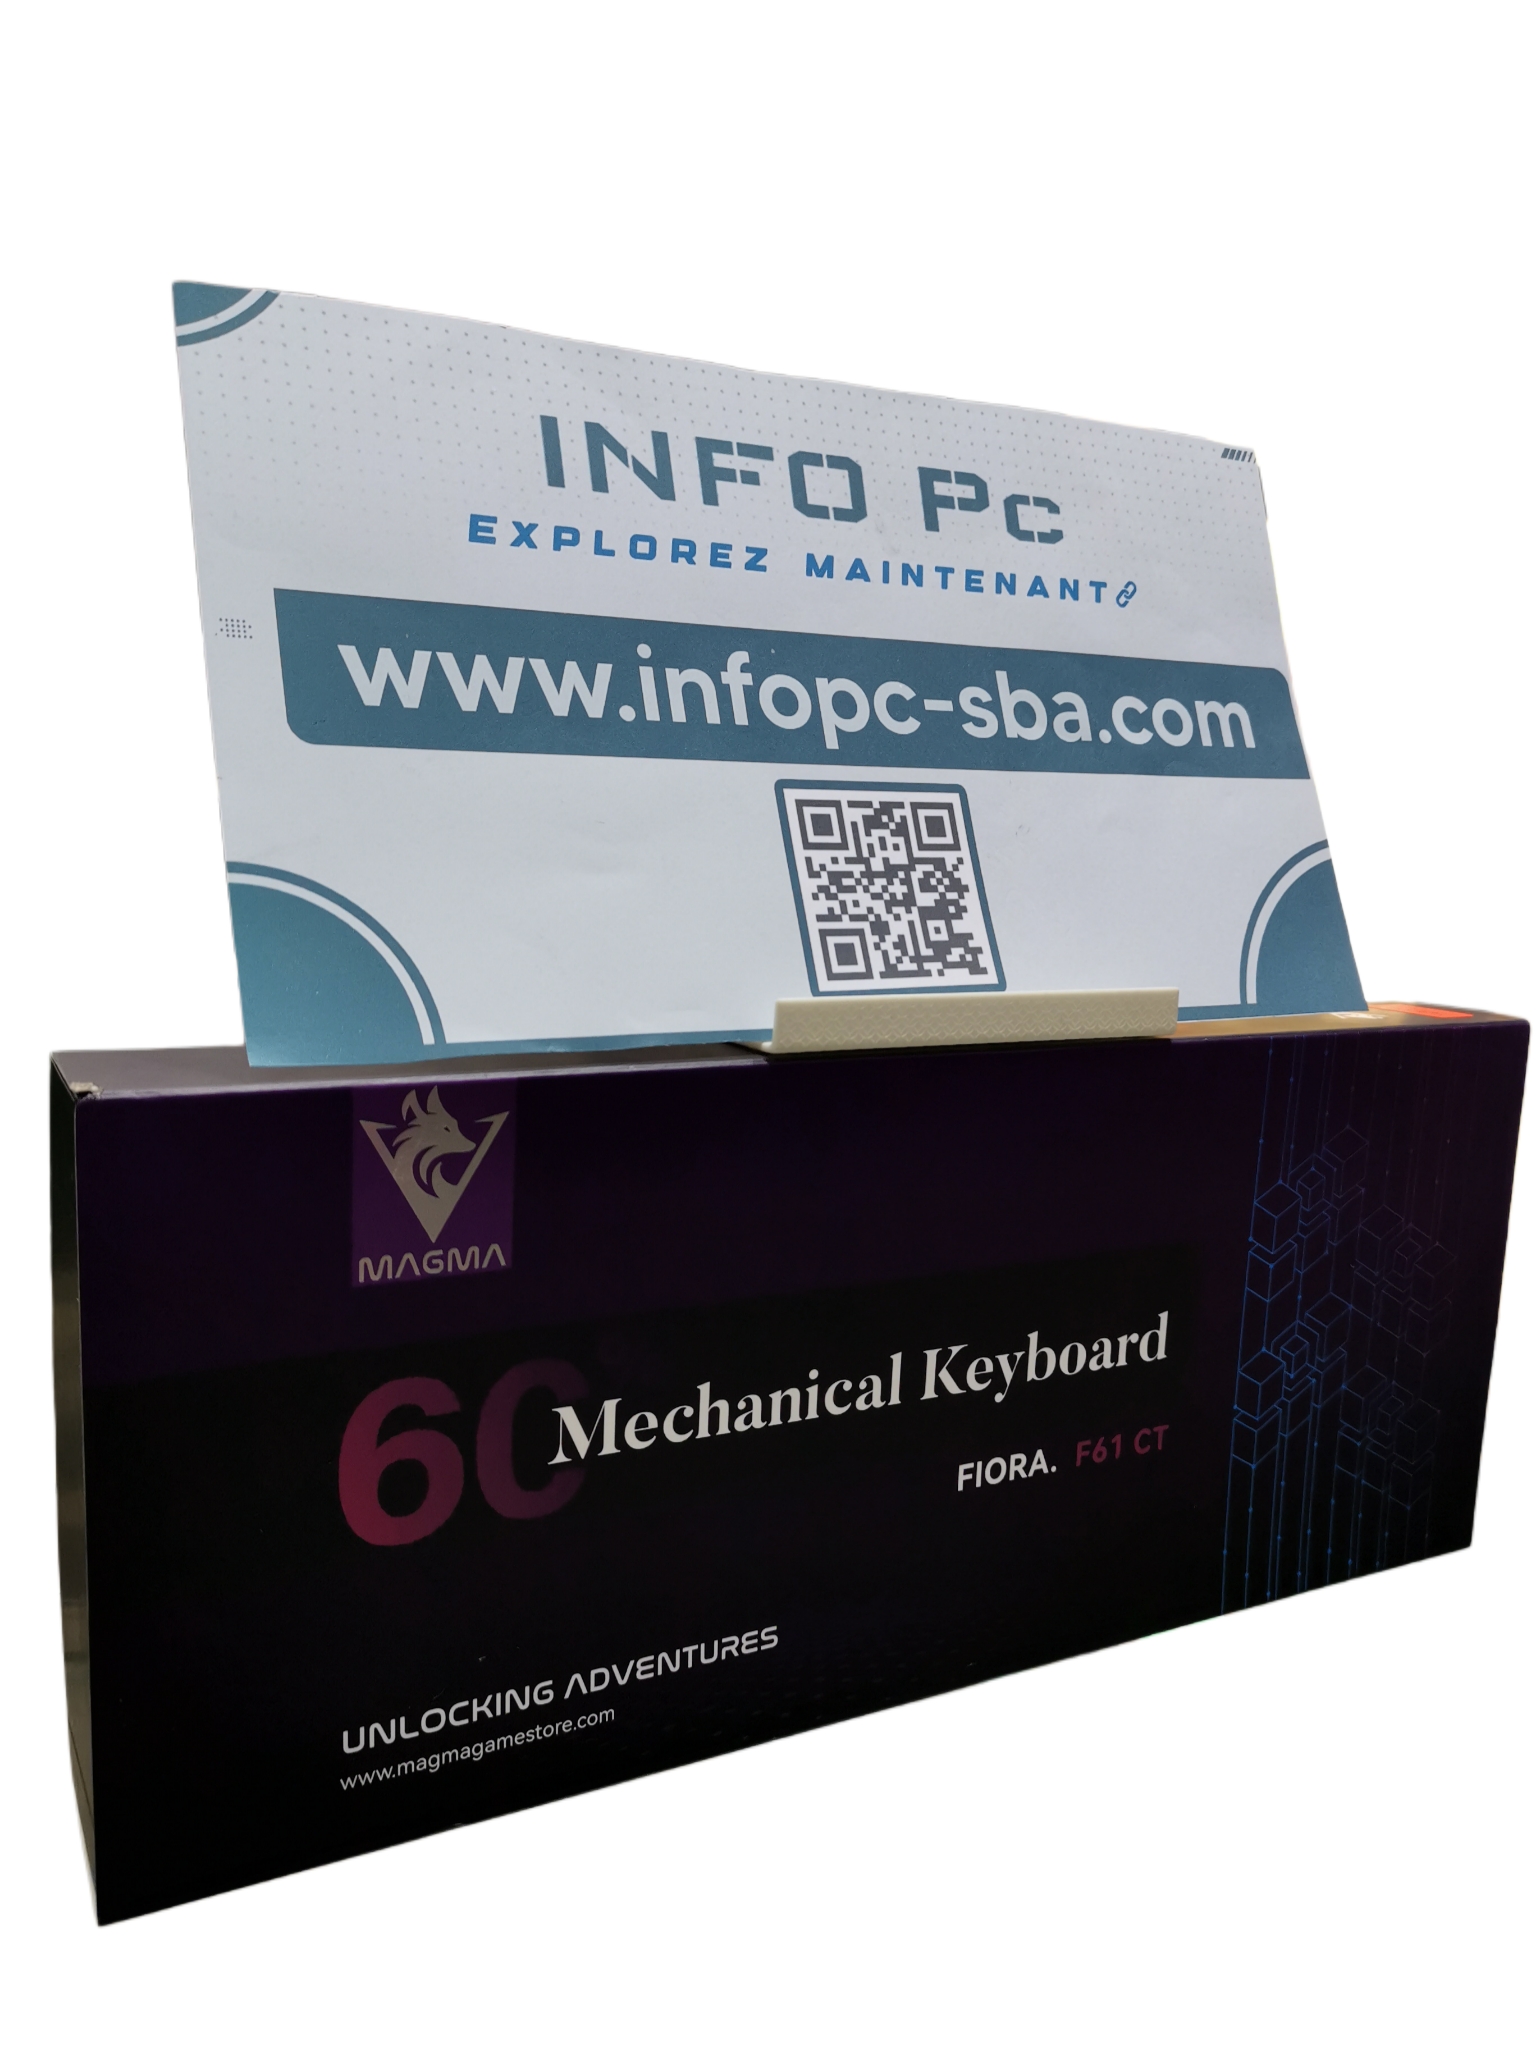 INFO Pc
EXPLOREZ MAINTENANT
www.infopc-sba.com
MAGMA
60
Mechanical Keyboard
FIORA. F61 CT
UNLOCKING ADVENTURES
www.magmagamestore.com